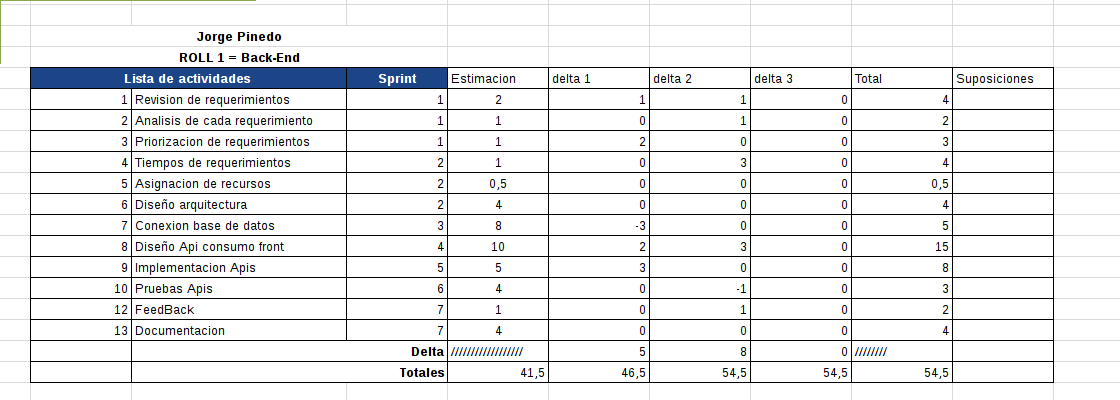 Jorge Pinedo
ROLL 1 = Back-End
Lista de actividades Sprint Estimacion delta 1 delta 2 delta 3 Total Suposiciones
1 Revision de requerimientos 1 2 1 1 0 4
2 Analisis de cada requerimiento 1 1 0 1 0 2
3 Priorizacion de requerimientos 1 1 2 0 0 3
4 Tiempos de requerimientos 2 1 0 3 0 4
5 Asignacion de recursos 2 0,5 0 0 0 0,5
6 Diseño arquitectura 2 4 0 0 0 4
7 Conexion base de datos 3 8 -3 0 0 5
8 Diseño Api consumo front 4 10 2 3 0 15
9 Implementacion Apis 5 5 3 0 0 8
10 Pruebas Apis 6 4 0 -1 0 3
12 FeedBack 7 1 0 1 0 2
13 Documentacion 7 4 0 0 0 4
Delta ////////////////// 5 8 0 ////////
Totales 41,5 46,5 54,5 54,5 54,5